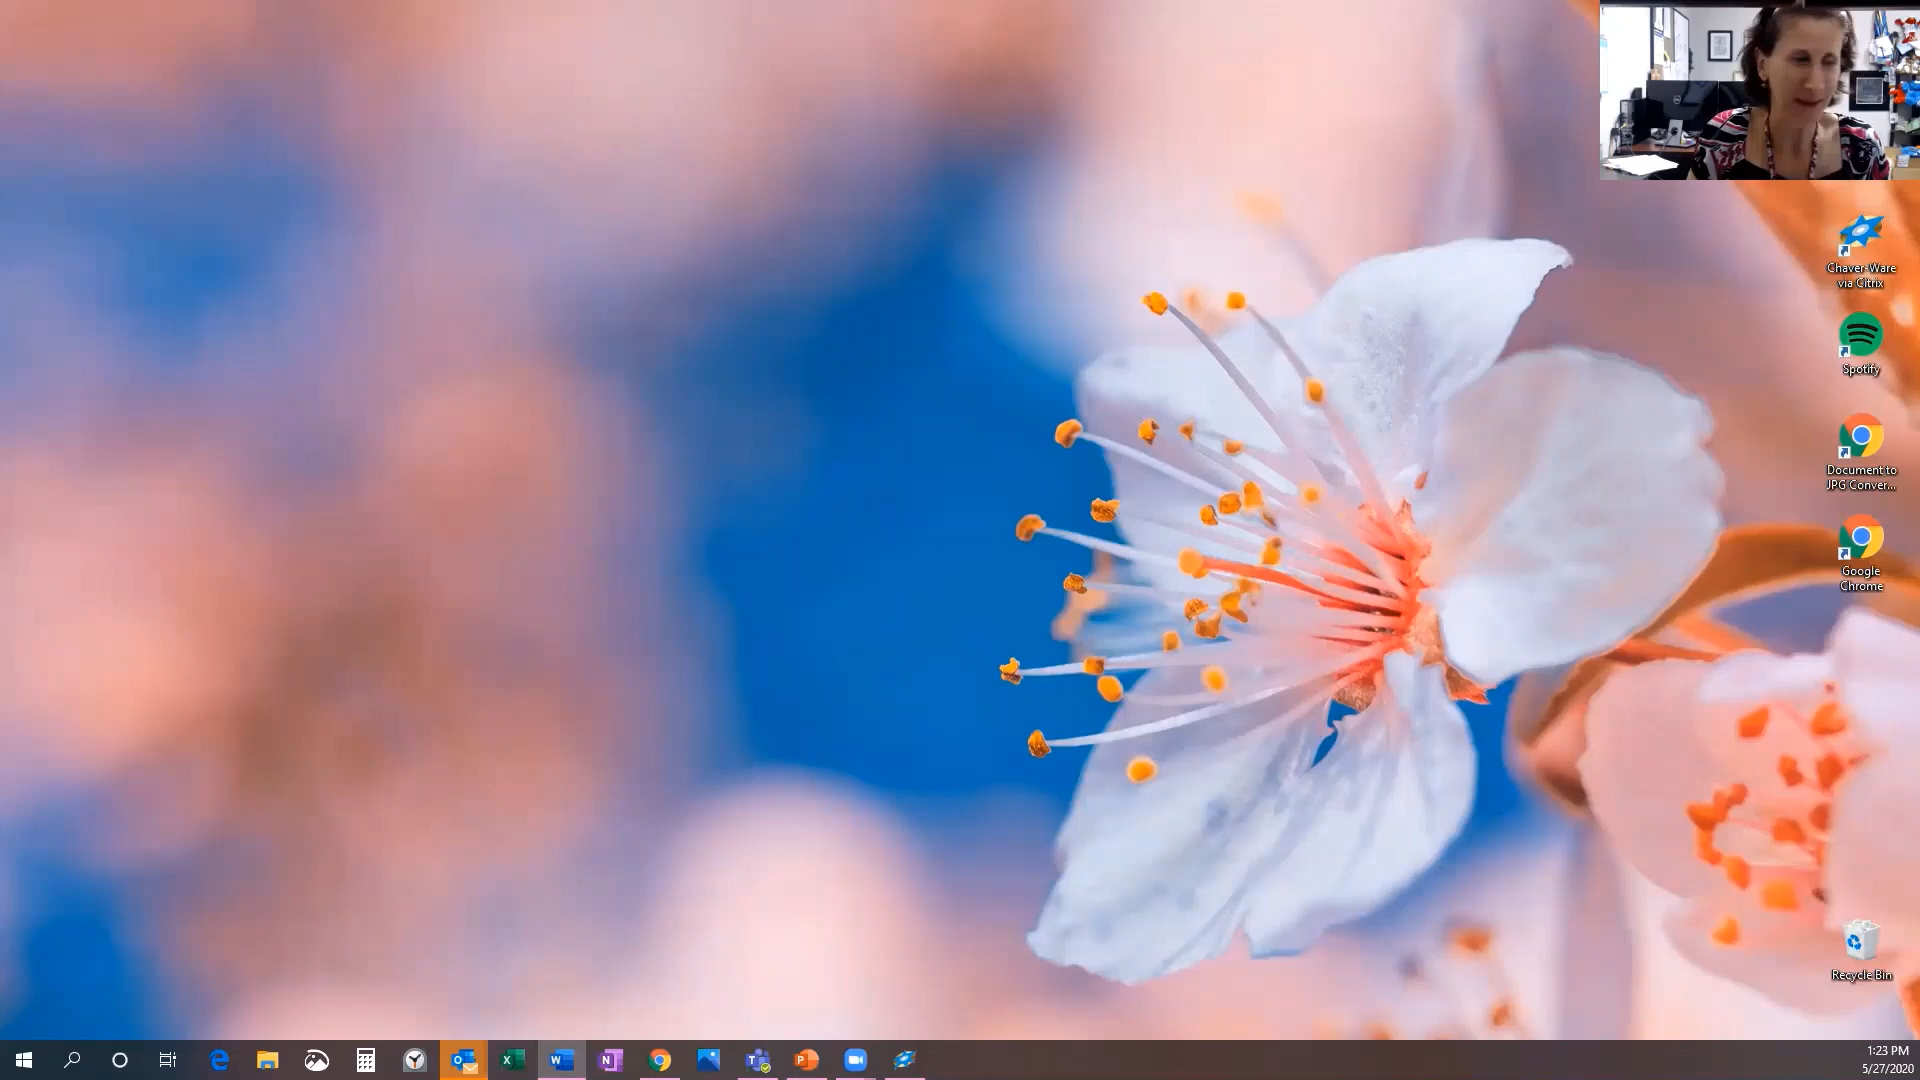 Chaver-Ware
via Citrix
Spotify
Document to
JPG Conver...
Google
Chrome
Recycle Bin
1:23 PM
5/27/2020